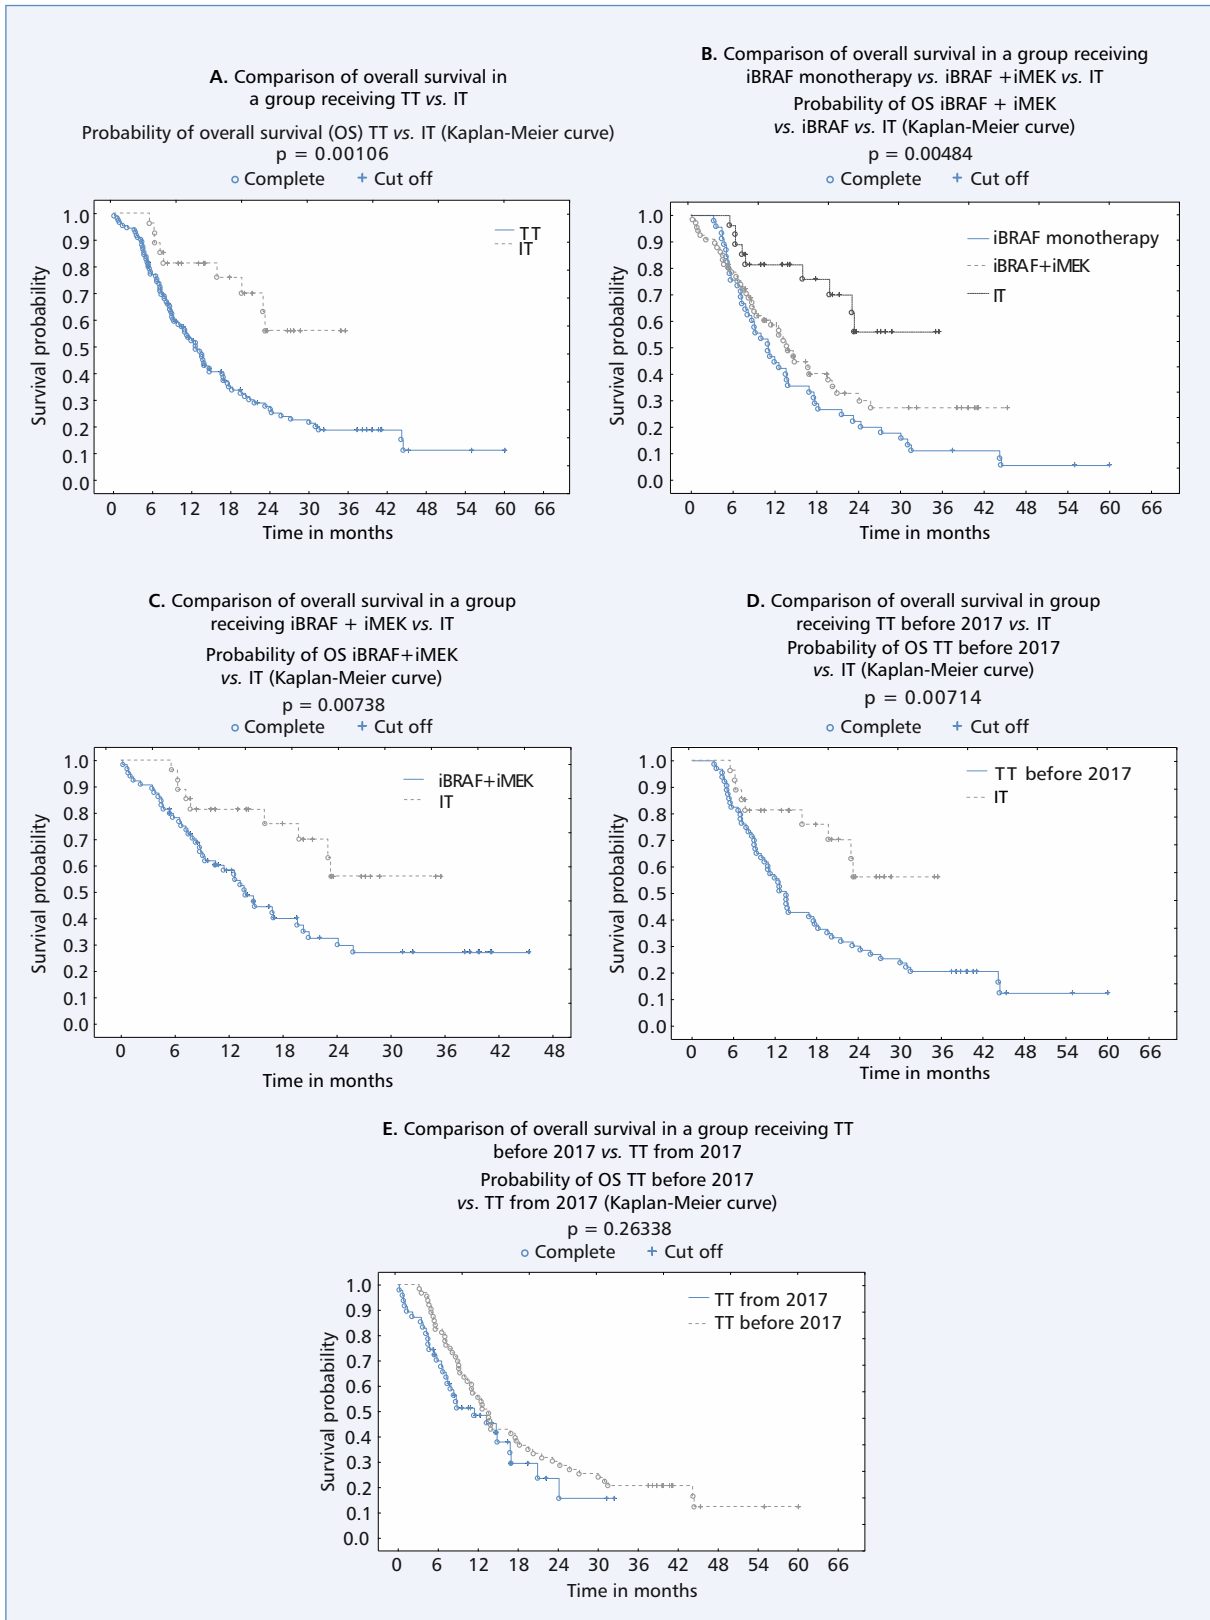 A. Comparison of overall survival in
a group receiving TT vs. IT
Probability of overall survival (OS) TT vs. IT (Kaplan-Meier curve)
p = 0.00106
Complete + Cut off
Survival probability
1.0
0.9
0.8
0.7
0.6
0.5
0.4
0.3
0.2
0.1
0.0
TT
IT
0 6 12 18 24 30 36 42 48 54 60 66
Time in months
B. Comparison of overall survival in a group receiving
iBRAF monotherapy vs. iBRAF +iMEK vs. IT
Probability of OS iBRAF + iMEK
vs. iBRAF vs. IT (Kaplan-Meier curve)
p = 0.00484
Complete + Cut off
Survival probability
1.0
0.9
0.8
0.7
0.6
0.5
0.4
0.3
0.2
0.1
0.0
iBRAF monotherapy
iBRAF+iMEK
IT
0 6 12 18 24 30 36 42 48 54 60 66
Time in months
C. Comparison of overall survival in a group
receiving iBRAF + iMEK vs. IT
Probability of OS iBRAF+iMEK
vs. IT (Kaplan-Meier curve)
p = 0.00738
Complete + Cut off
Survival probability
1.0
0.9
0.8
0.7
0.6
0.5
0.4
0.3
0.2
0.1
0.0
iBRAF+iMEK
IT
0 6 12 18 24 30 36 42 48
Time in months
D. Comparison of overall survival in group
receiving TT before 2017 vs. IT
Probability of OS TT before 2017
vs. IT (Kaplan-Meier curve)
p = 0.00714
Complete + Cut off
Survival probability
1.0
0.9
0.8
0.7
0.6
0.5
0.4
0.3
0.2
0.1
0.0
TT before 2017
IT
0 6 12 18 24 30 36 42 48 54 60 66
Time in months
E. Comparison of overall survival in a group receiving TT
before 2017 vs. TT from 2017
Probability of OS TT before 2017
vs. TT from 2017 (Kaplan-Meier curve)
p = 0.26338
Complete + Cut off
Survival probability
1.0
0.9
0.8
0.7
0.6
0.5
0.4
0.3
0.2
0.1
0.0
TT from 2017
TT before 2017
0 6 12 18 24 30 36 42 48 54 60 66
Time in months